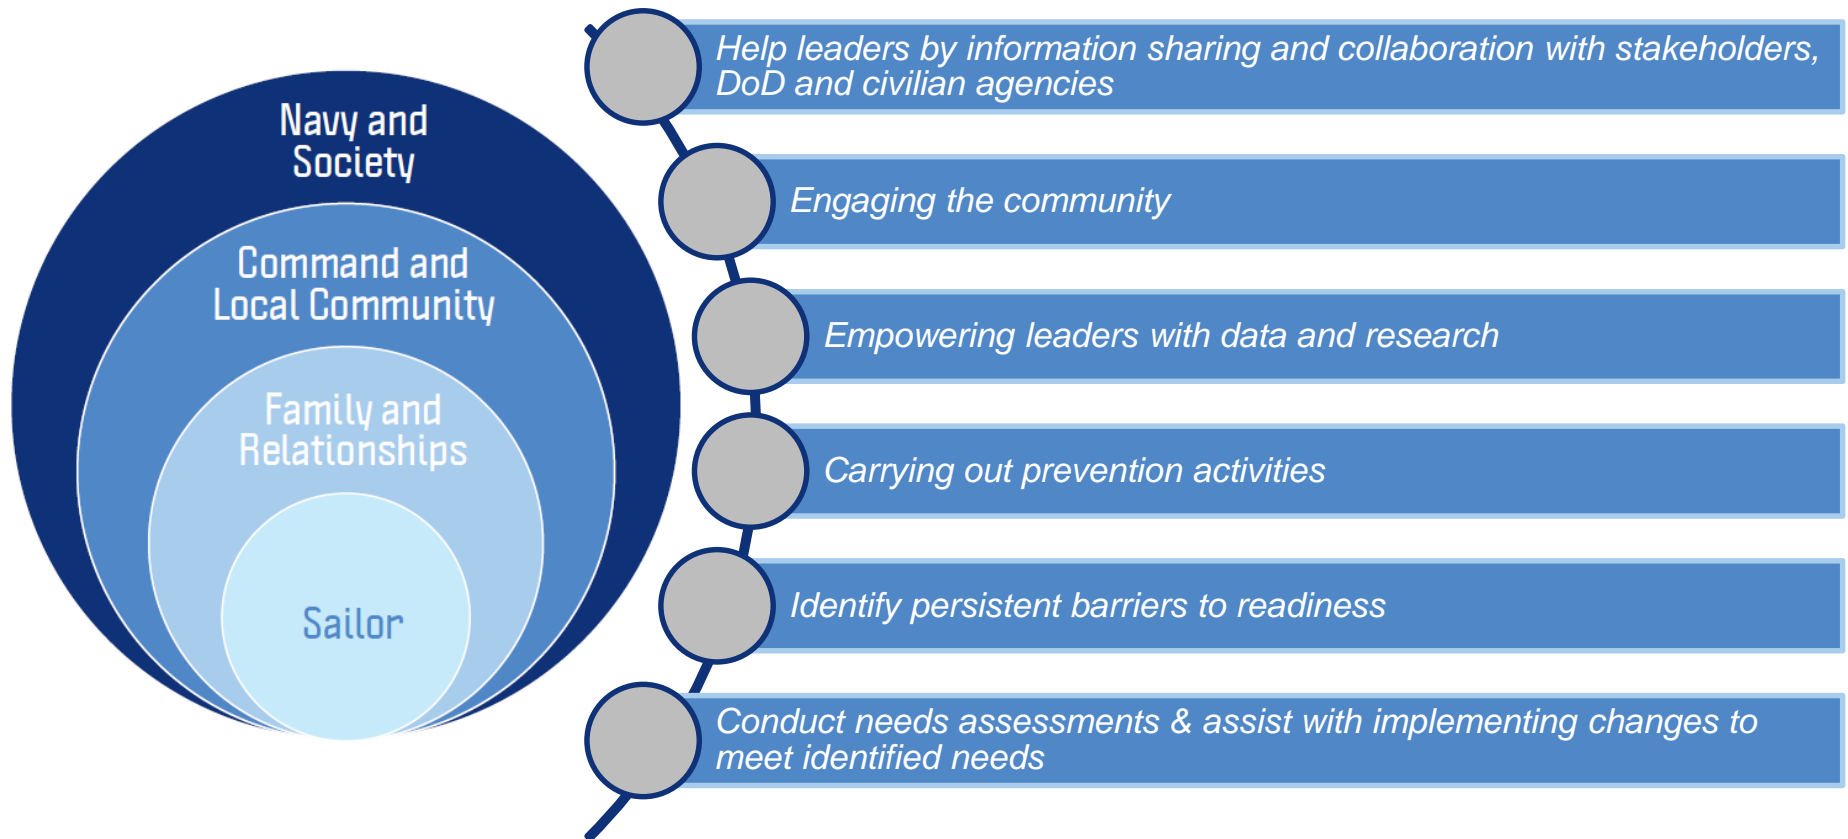 Navy and
Society
Command and
Local Community
Family and
Relationships
Sailor
Help leaders by information sharing and collaboration with stakeholders,
DoD and civilian agencies
Engaging the community
Empowering leaders with data and research
Carrying out prevention activities
Identify persistent barriers to readiness
Conduct needs assessments & assist with implementing changes to
meet identified needs